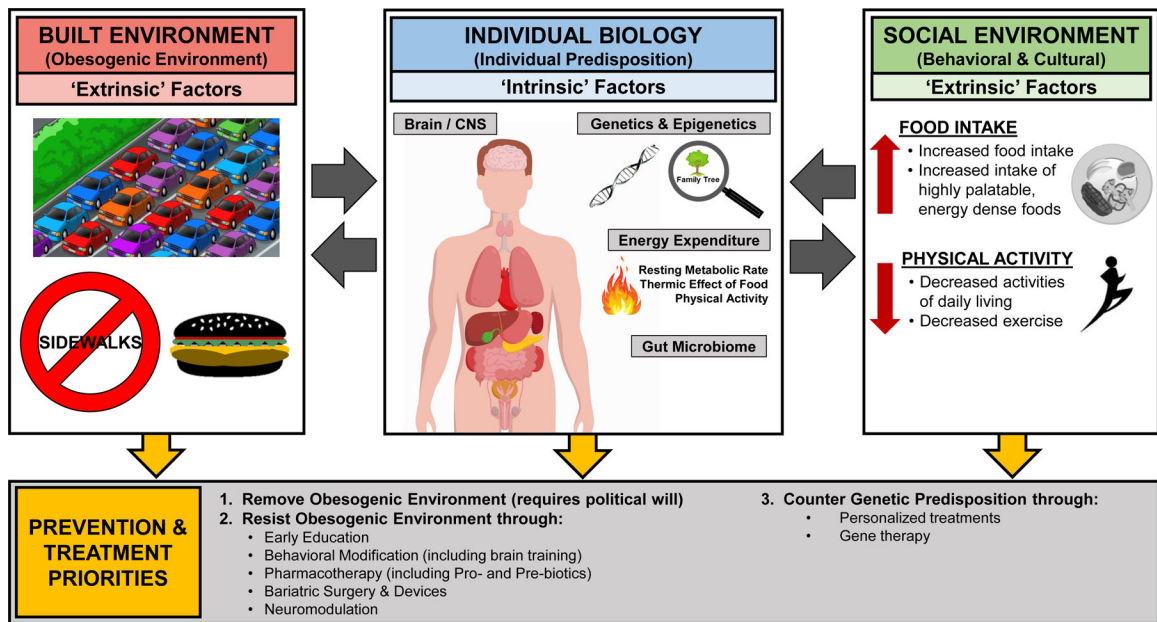 BUILT ENVIRONMENT
(Obesogenic Environment)
‘Extrinsic’ Factors
SIDEWALKS
INDIVIDUAL BIOLOGY
(Individual Predisposition)
‘Intrinsic’ Factors
Brain / CNS
Genetics & Epigenetics
Family Tree
Energy Expenditure
Resting Metabolic Rate
Thermic Effect of Food
Physical Activity
Gut Microbiome
SOCIAL ENVIRONMENT
(Behavioral & Cultural)
‘Extrinsic’ Factors
FOOD INTAKE
• Increased food intake
• Increased intake of
highly palatable,
energy dense foods
PHYSICAL ACTIVITY
• Decreased activities
of daily living
• Decreased exercise
PREVENTION &
TREATMENT
PRIORITIES
1. Remove Obesogenic Environment (requires political will)
2. Resist Obesogenic Environment through:
• Early Education
• Behavioral Modification (including brain training)
• Pharmacotherapy (including Pro- and Pre-biotics)
• Bariatric Surgery & Devices
• Neuromodulation
3. Counter Genetic Predisposition through:
• Personalized treatments
• Gene therapy